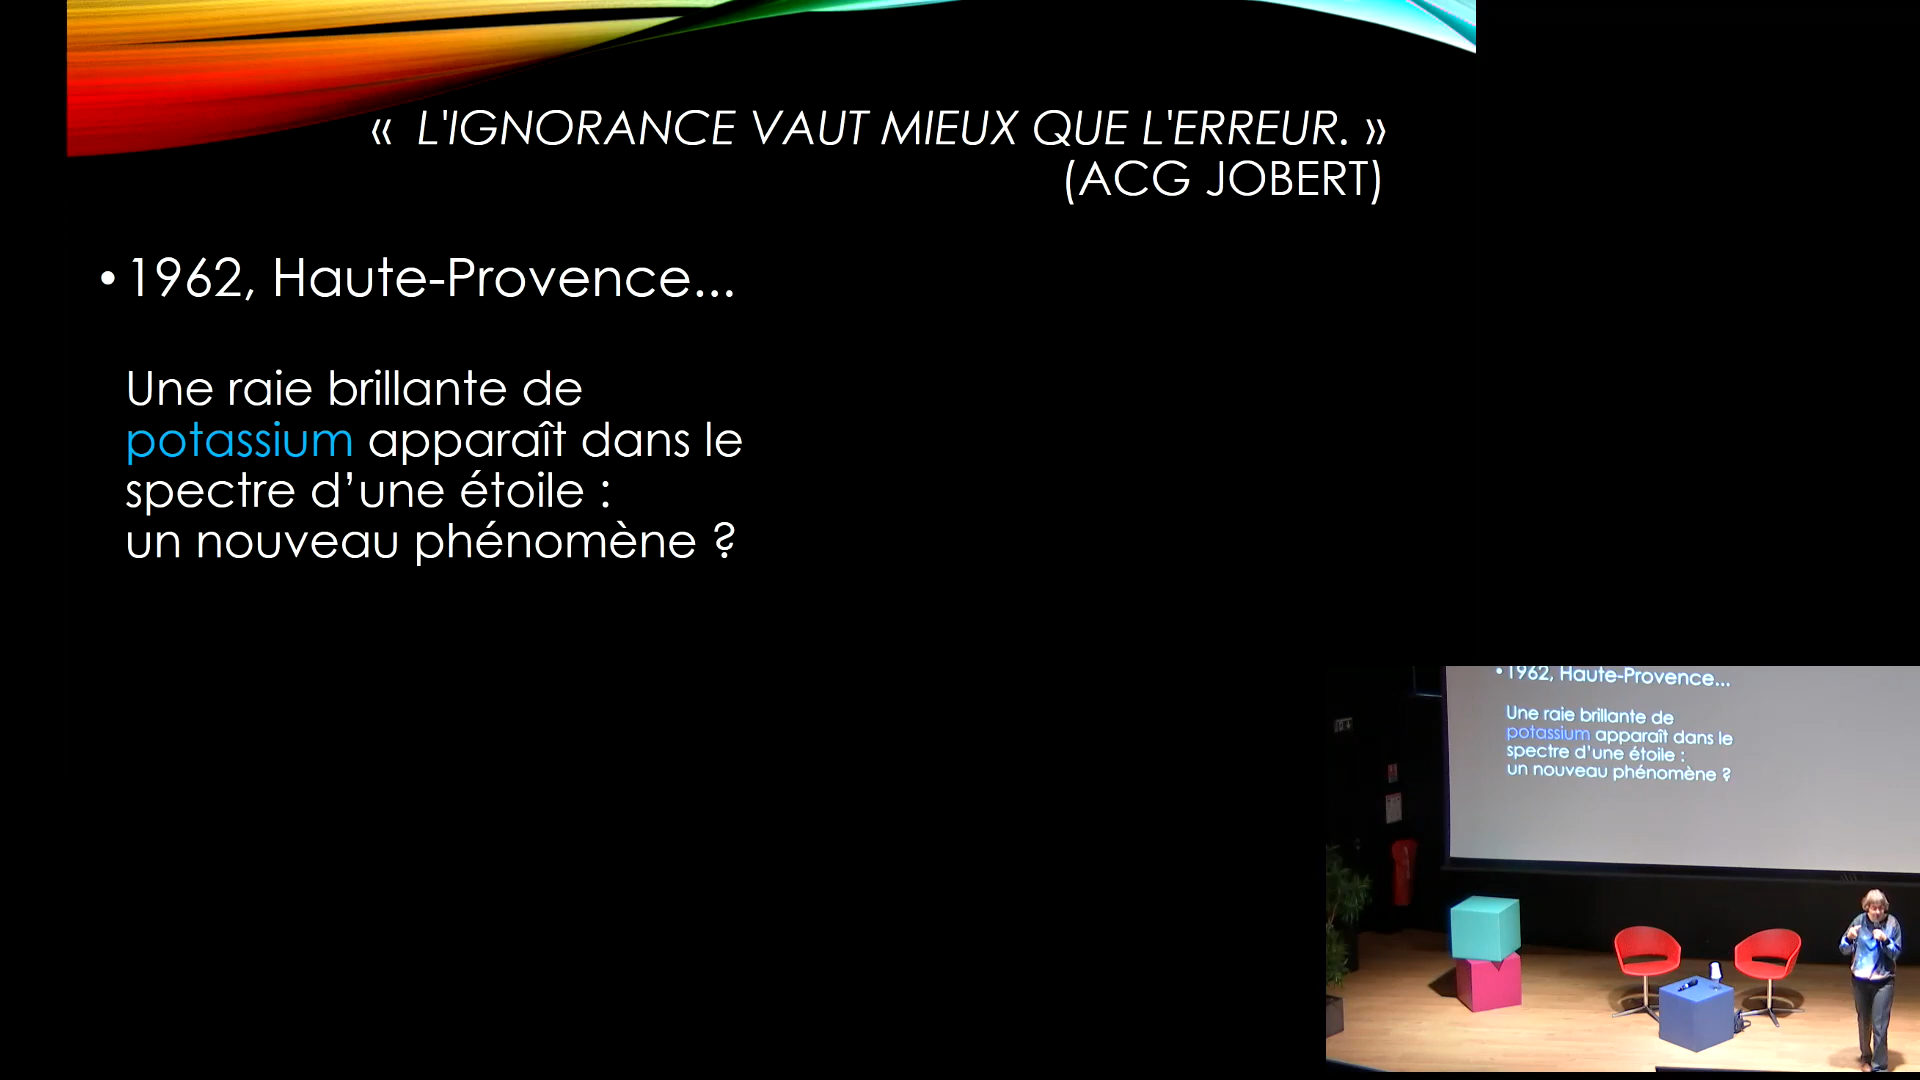 «  L'IGNORANCE VAUT MIEUX QUE L'ERREUR. »
(ACG JOBERT)
• 1962, Haute-Provence...
Une raie brillante de
potassium apparaît dans le
spectre d’une étoile :
un nouveau phénomène ?
• 1962, Haute-Provence...
Une raie brillante de
potassium apparaît dans le
spectre d’une étoile :
un nouveau phénomène ?